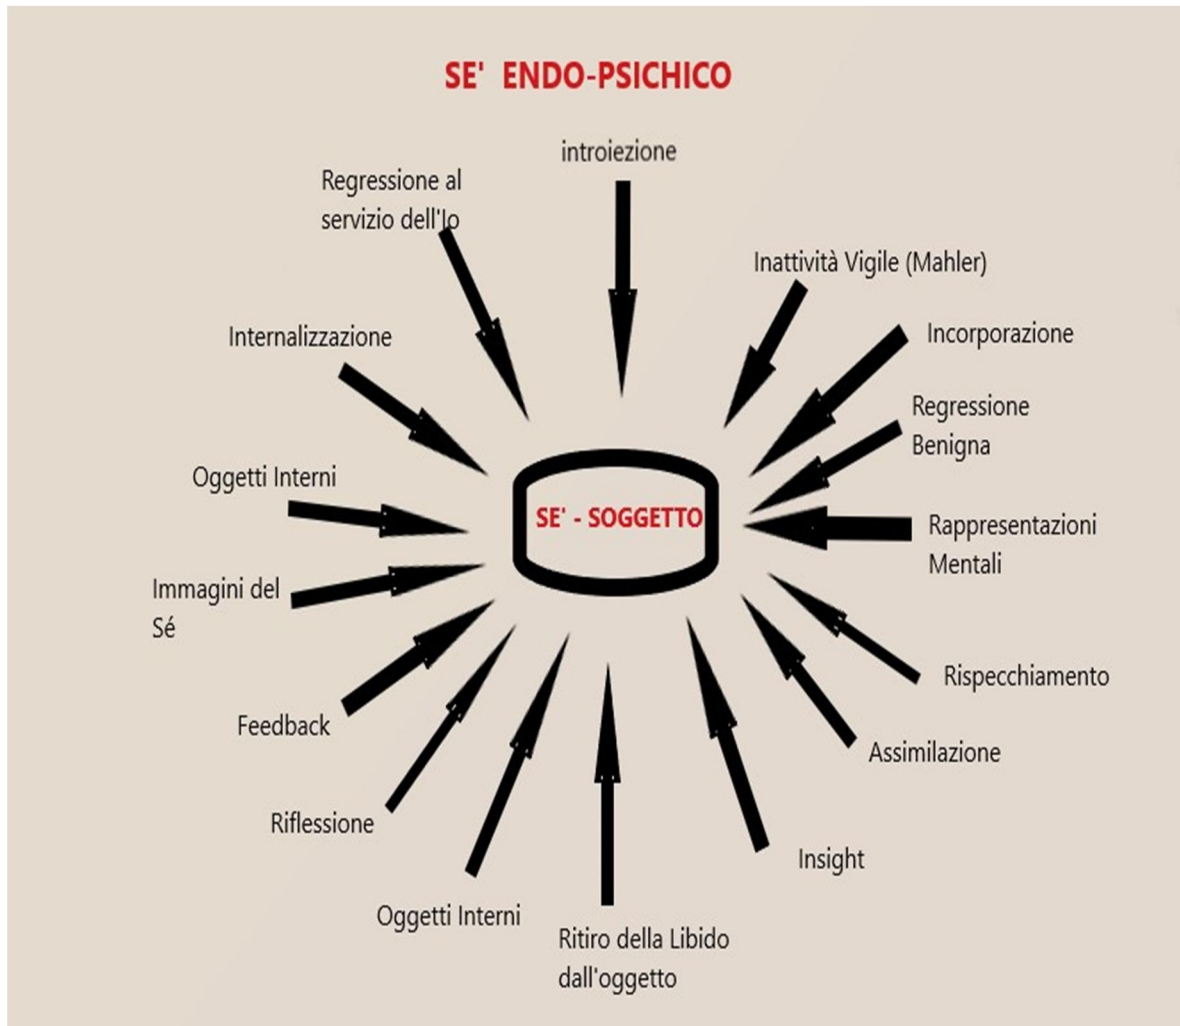 SE' ENDO-PSICHICO
introiezione
Regressione al
servizio dell'Io
Inattività Vigile (Mahler)
Internalizzazione
Incorporazione
Regressione
Benigna
Oggetti Interni
SE' - SOGGETTO
Rappresentazioni
Mentali
Immagini del
Sé
Rispecchiamento
Feedback
Assimilazione
Riflessione
Insight
Oggetti Interni
Ritiro della Libido
dall'oggetto